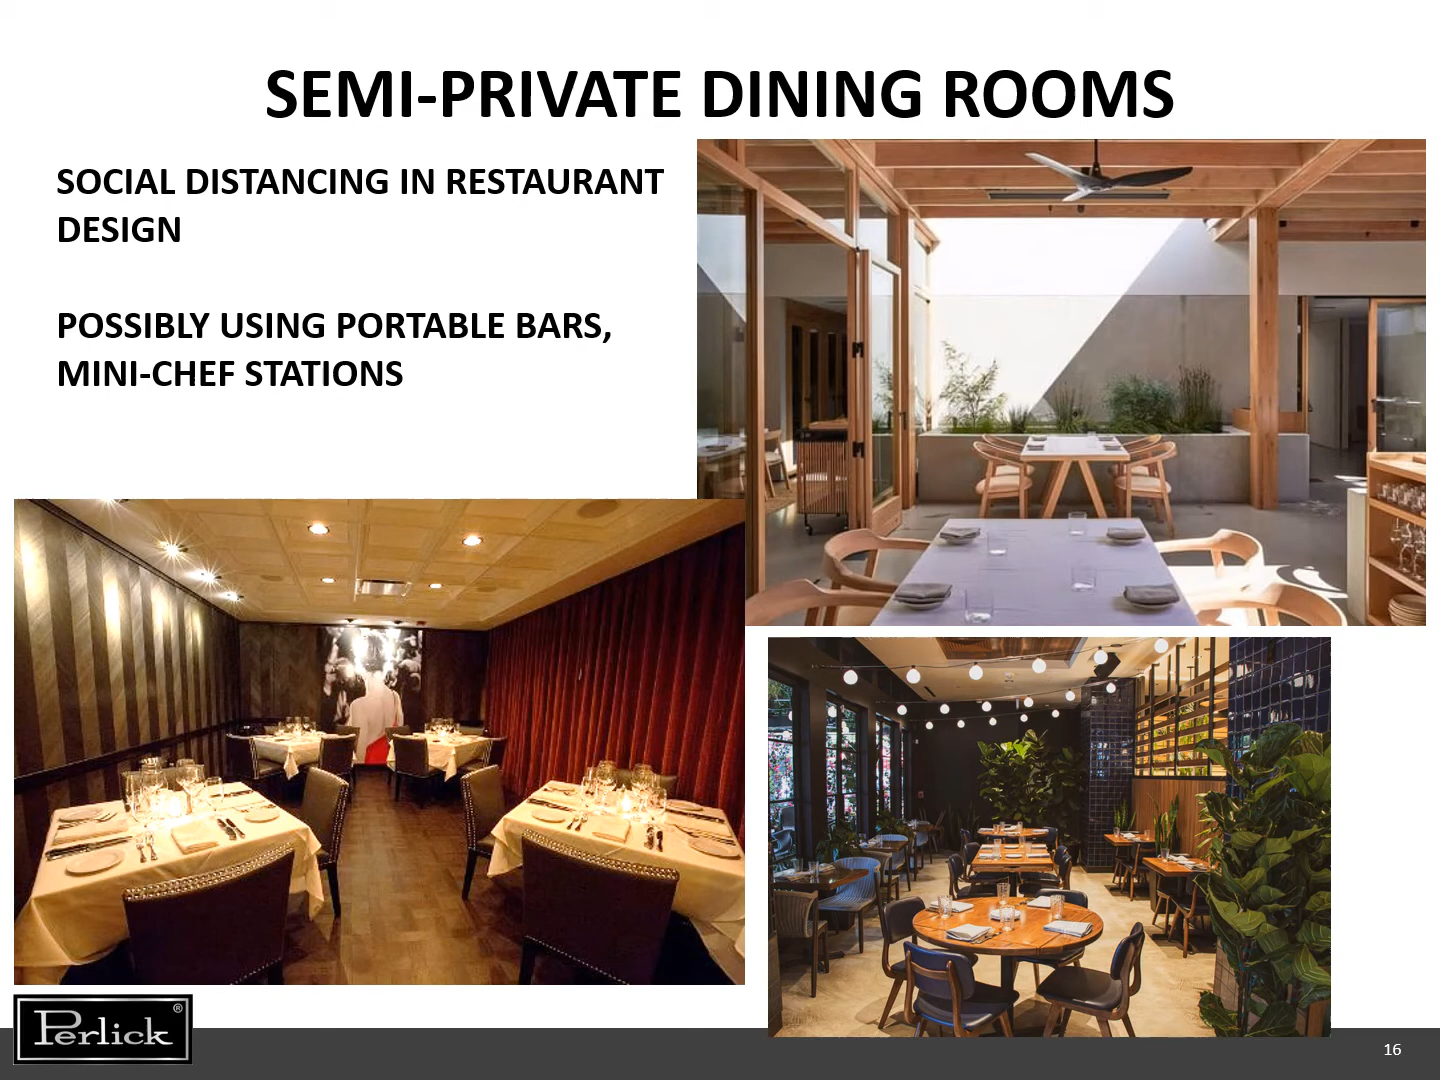 SEMI-PRIVATE DINING ROOMS
SOCIAL DISTANCING IN RESTAURANT
DESIGN
POSSIBLY USING PORTABLE BARS,
MINI-CHEF STATIONS
Perlick®
16